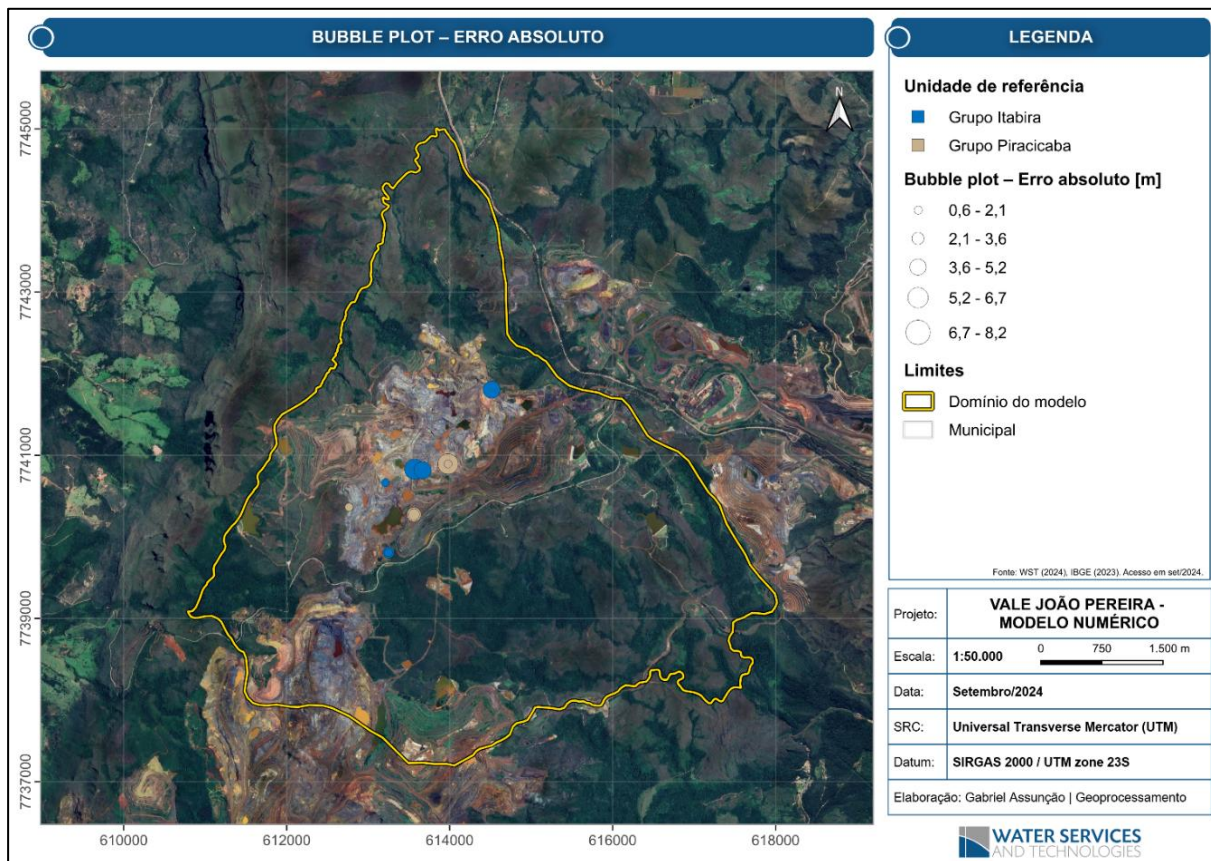 BUBBLE PLOT – ERRO ABSOLUTO
N
7745000
7743000
7741000
7739000
7737000
610000
612000
614000
616000
618000
LEGENDA
Unidade de referência
Grupo Itabira
Grupo Piracicaba
Bubble plot – Erro absoluto [m]
0,6 - 2,1
2,1 - 3,6
3,6 - 5,2
5,2 - 6,7
6,7 - 8,2
Limites
Domínio do modelo
Municipal
Fonte: WST (2024), IBGE (2023). Acesso em set/2024.
Projeto:
VALE JOÃO PEREIRA -
MODELO NUMÉRICO
Escala:
1:50.000
0 750 1.500 m
Data:
Setembro/2024
SRC:
Universal Transverse Mercator (UTM)
Datum:
SIRGAS 2000 / UTM zone 23S
Elaboração: Gabriel Assunção | Geoprocessamento
WATER SERVICES
AND TECHNOLOGIES